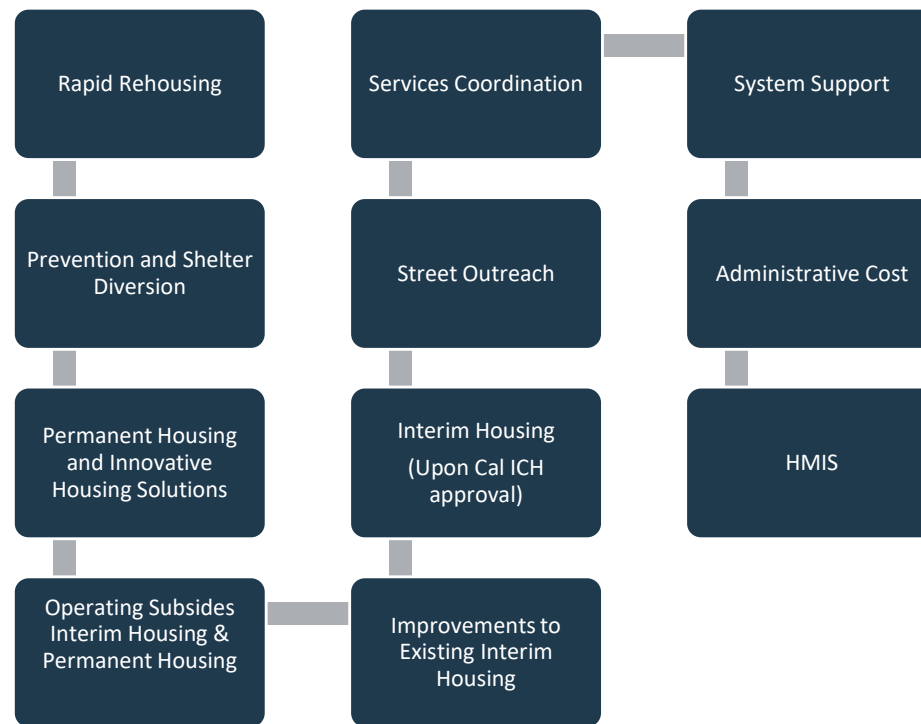 Rapid Rehousing
Prevention and Shelter
Diversion
Permanent Housing
and Innovative
Housing Solutions
Operating Subsides
Interim Housing &
Permanent Housing
Improvements to
Existing Interim
Housing
Interim Housing
(Upon Cal ICH
approval)
Street Outreach
Services Coordination
System Support
Administrative Cost
HMIS